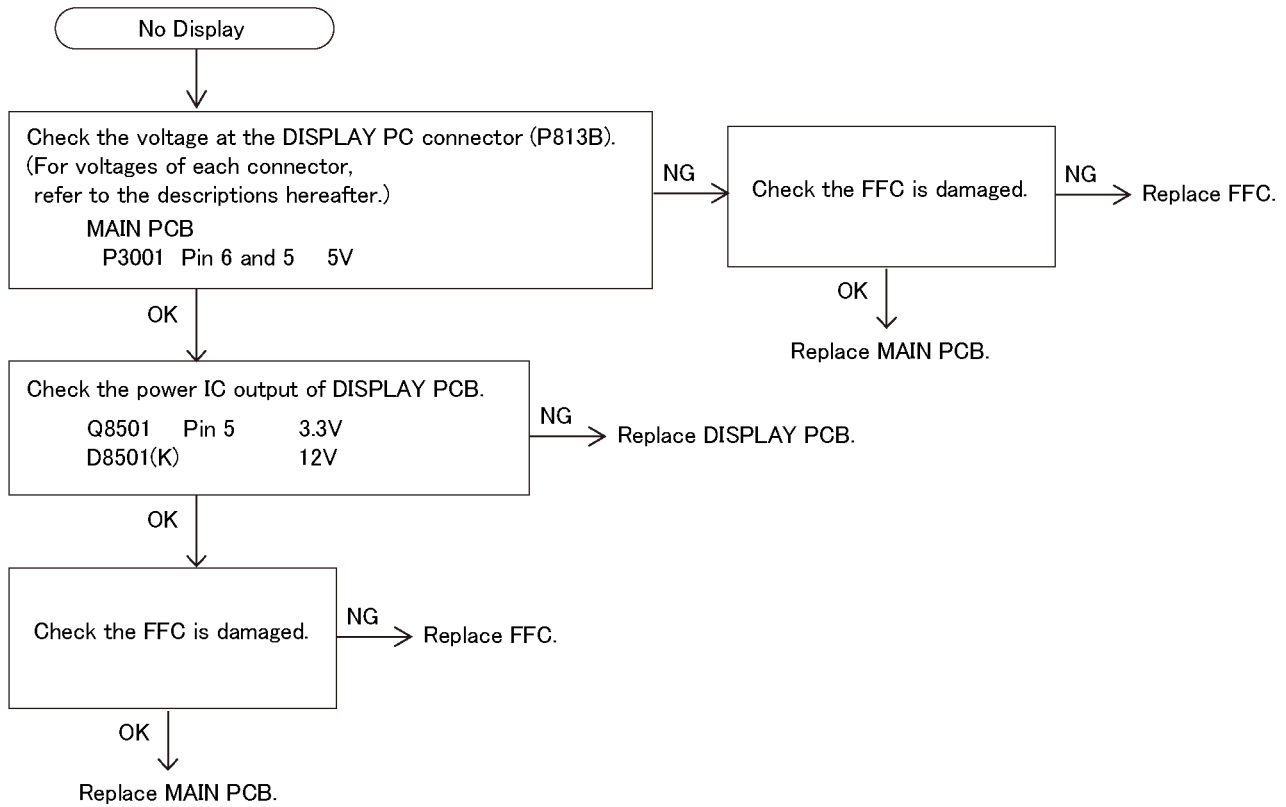 No Display
Check the voltage at the DISPLAY PC connector (P813B).
(For voltages of each connector,
refer to the descriptions hereafter.)
MAIN PCB
P3001 Pin 6 and 5 5V
NG
Check the FFC is damaged.
NG
Replace FFC.
OK
Replace MAIN PCB.
OK
Check the power IC output of DISPLAY PCB.
Q8501 Pin 5 3.3V
D8501(K) 12V
NG
Replace DISPLAY PCB.
OK
Check the FFC is damaged.
NG
Replace FFC.
OK
Replace MAIN PCB.